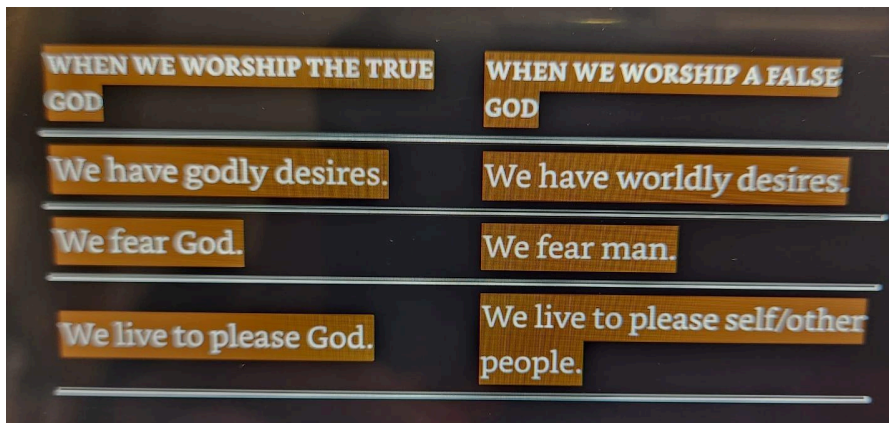 WHEN WE WORSHIP THE TRUE
GOD
WHEN WE WORSHIP A FALSE
GOD
We have godly desires.
We have worldly desires.
We fear God.
We fear man.
We live to please God.
We live to please self/other
people.